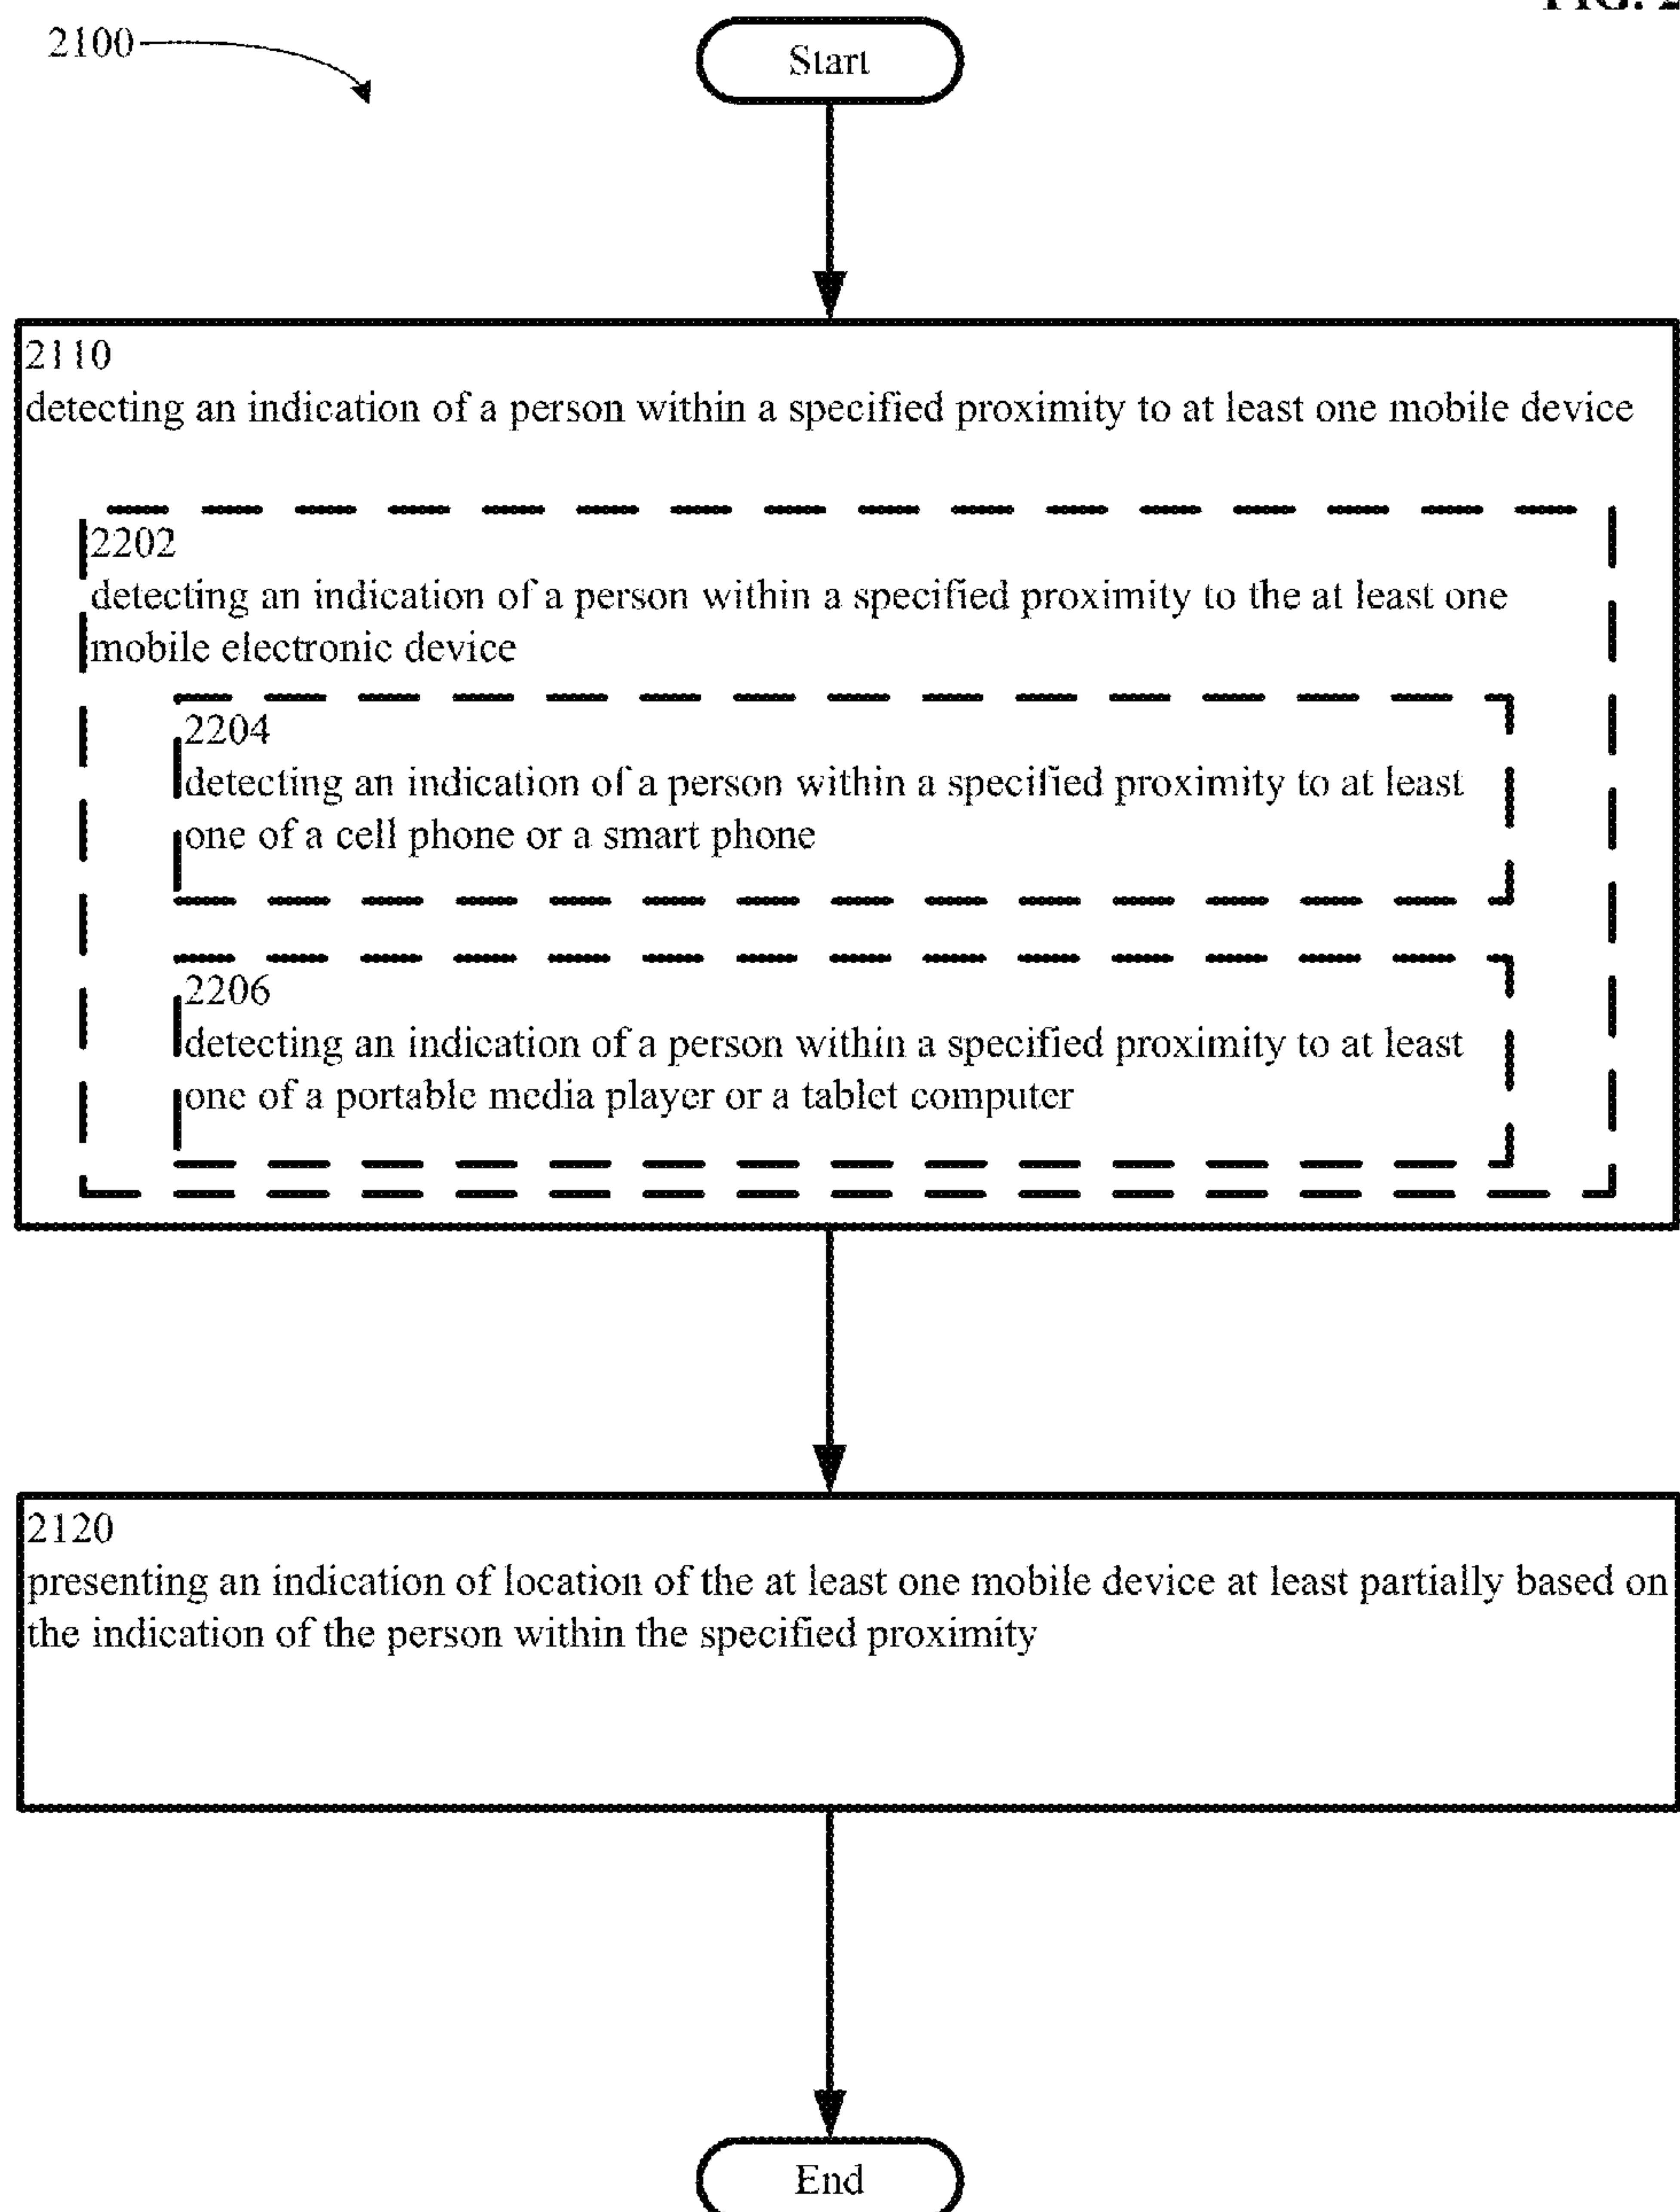 2100
Start
2110
detecting an indication of a person within a specified proximity to at least one mobile device
2202
detecting an indication of a person within a specified proximity to the at least one
mobile electronic device
2204
detecting an indication of a person within a specified proximity to at least
one of a cell phone or a smart phone
2206
detecting an indication of a person within a specified proximity to at least
one of a portable media player or a tablet computer
2120
presenting an indication of location of the at least one mobile device at least partially based on
the indication of the person within the specified proximity
End